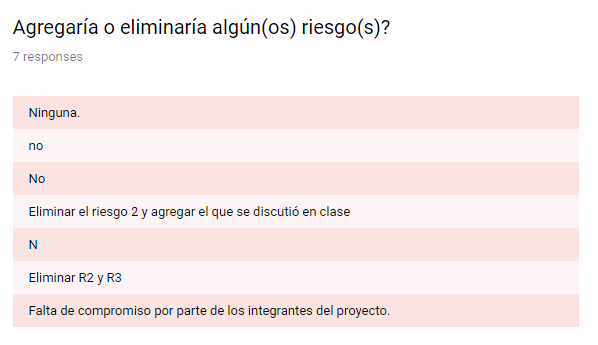 Agregaría o eliminaría algún(os) riesgo(s)?
7 responses
Ninguna.
no
No
Eliminar el riesgo 2 y agregar el que se discutió en clase
N
Eliminar R2 y R3
Falta de compromiso por parte de los integrantes del proyecto.